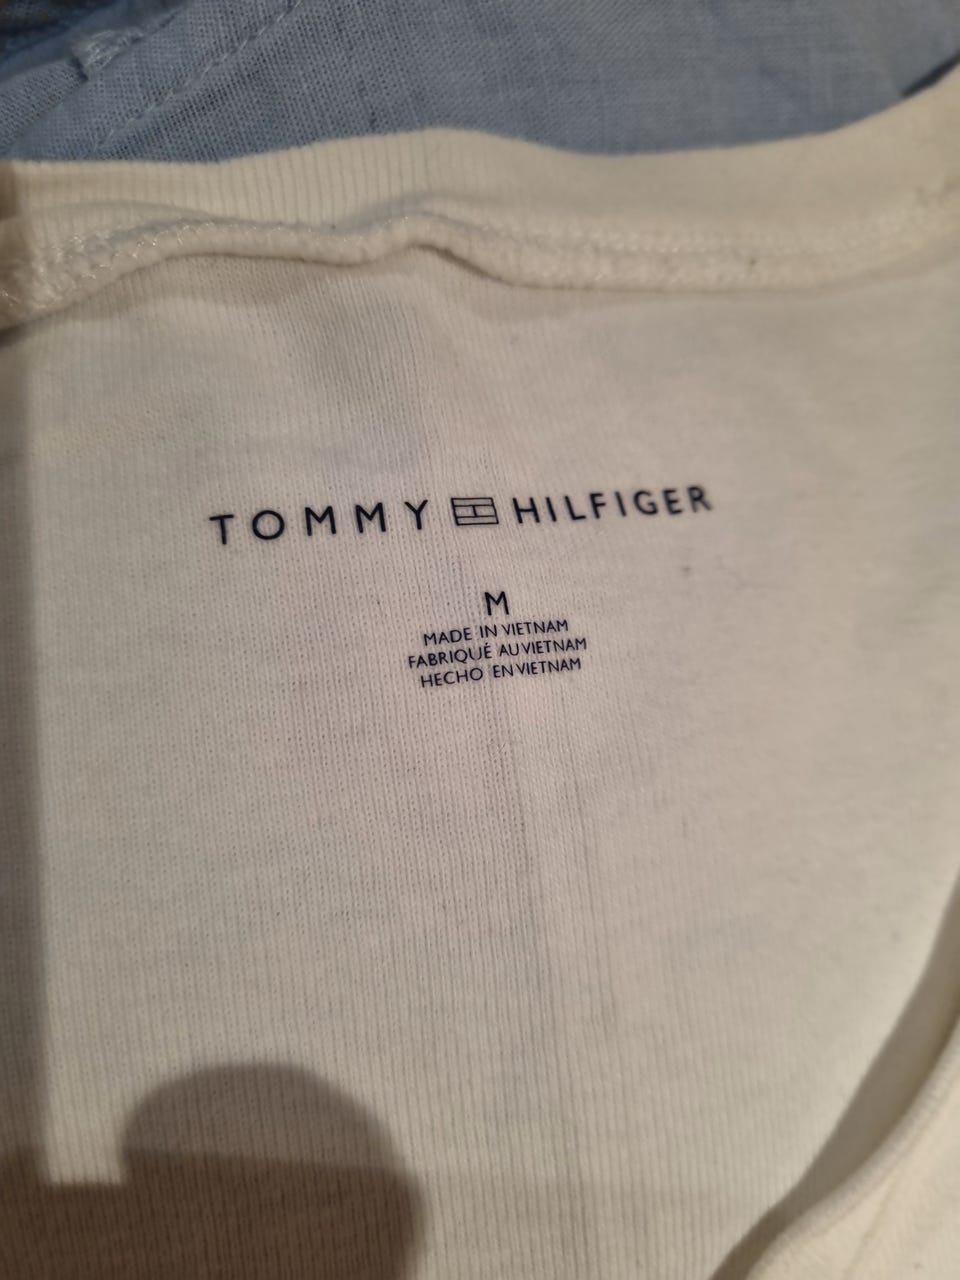 TOMMY HILFIGER
M
MADE IN VIETNAM
FABRIQUÉ AU VIETNAM
HECHO EN VIETNAM